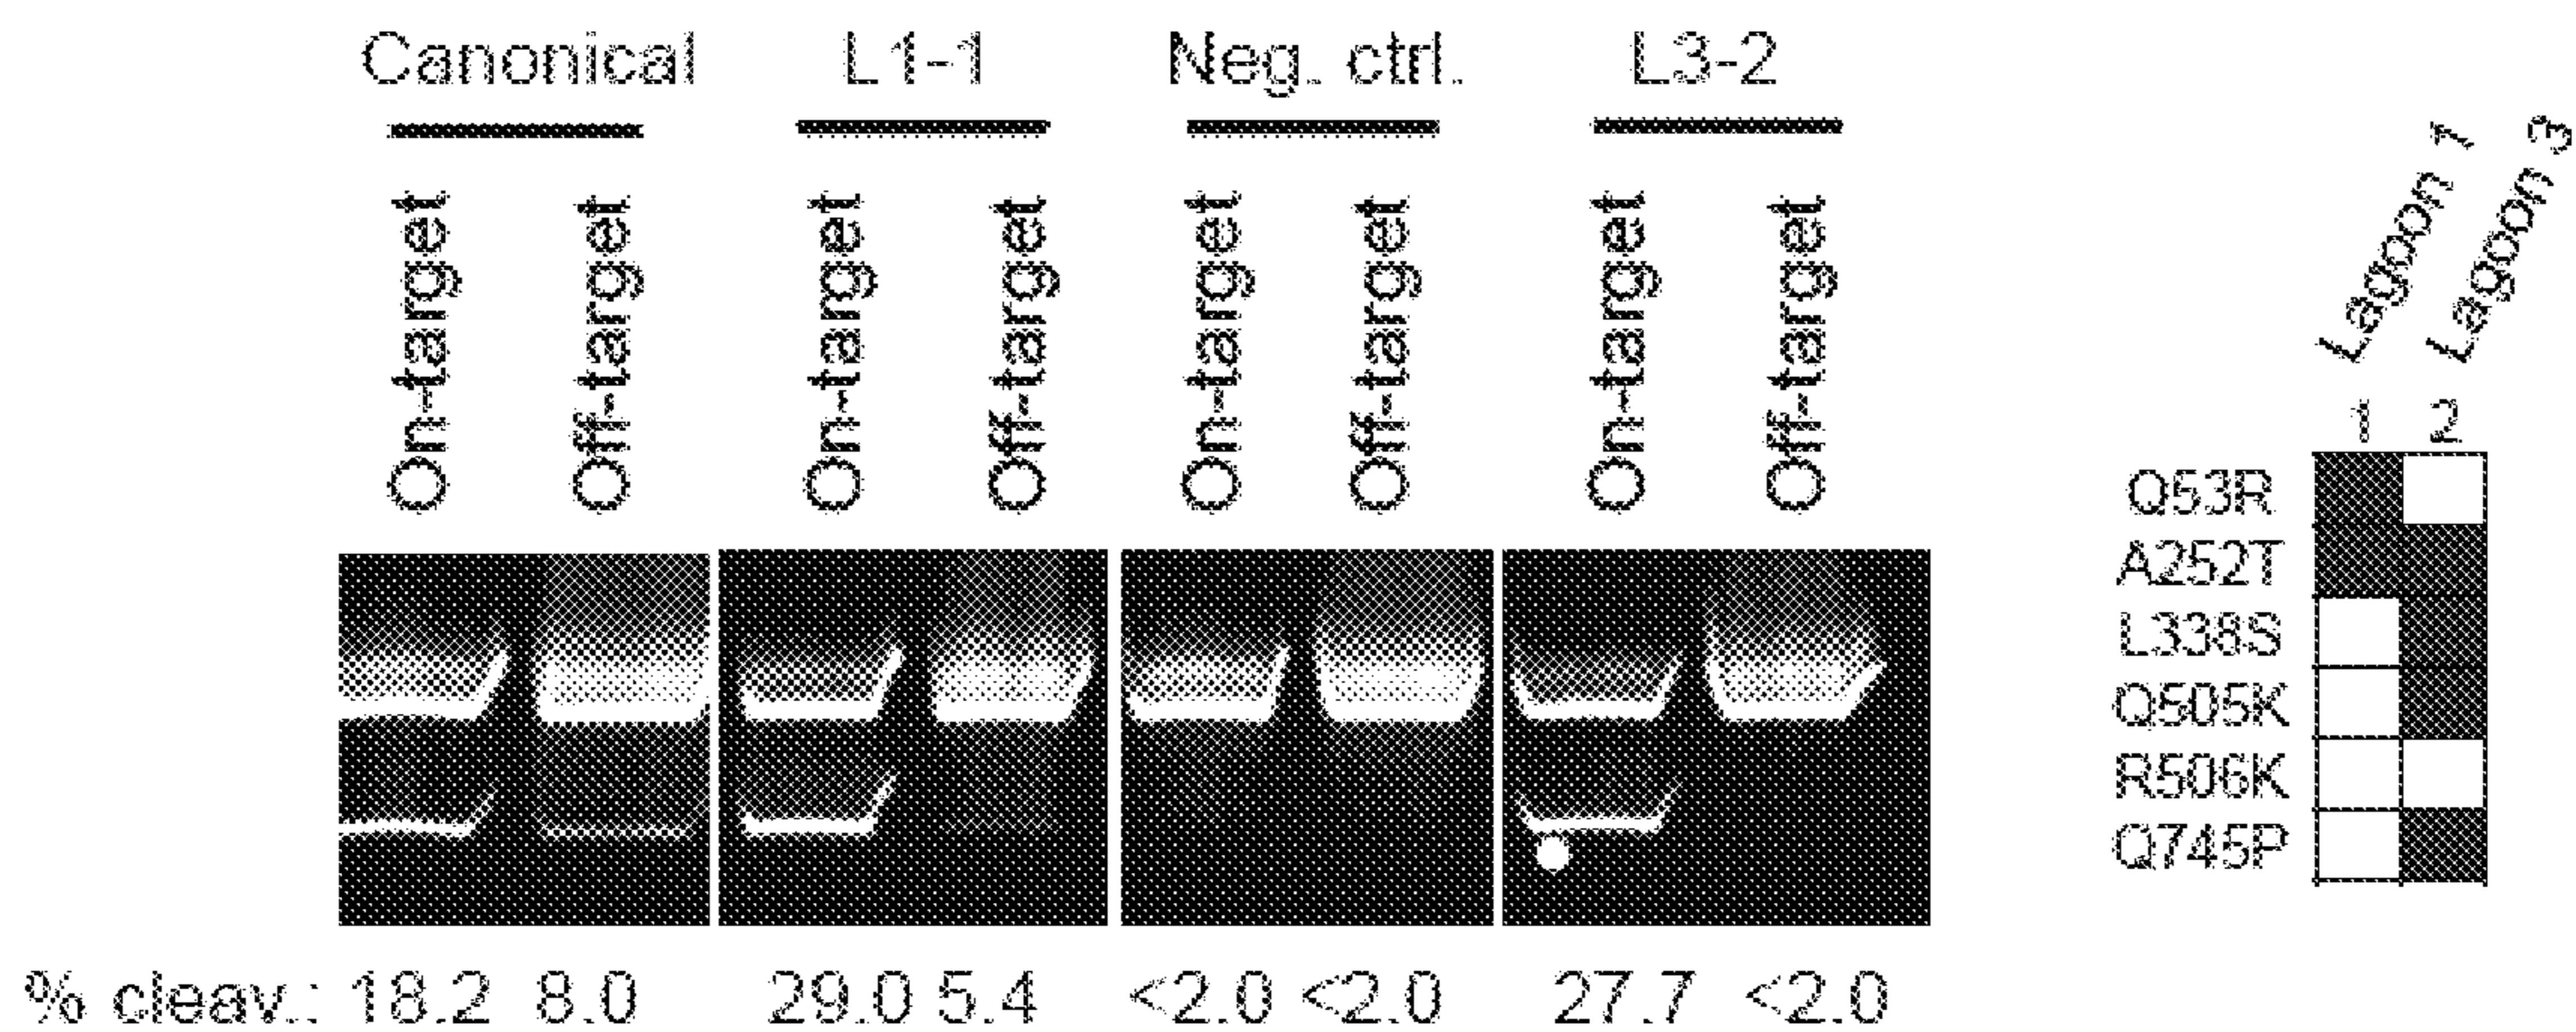 Canonical L1-1 Neg. ctrl. L3-2
On-target Off-target On-target Off-target On-target Off-target On-target Off-target
Lagoon 1
Lagoon 3
1 2
Q53R
A252T
L338S
Q505K
R506K
Q745P
% cleav.: 18.2 8.0 29.0 5.4 <2.0 <2.0 27.7 <2.0